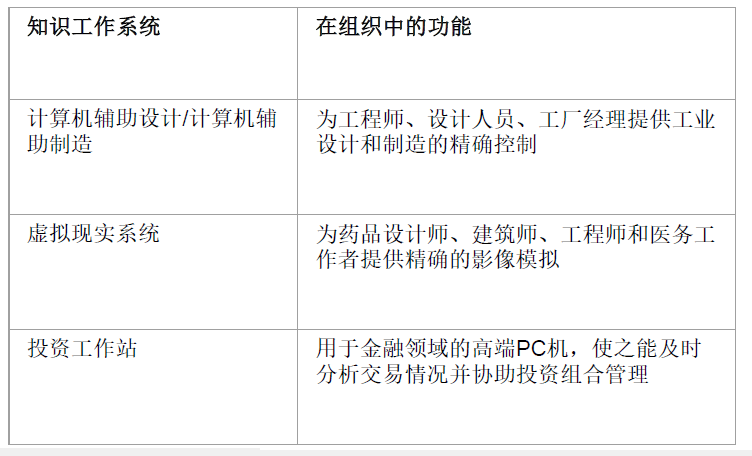 知识工作系统
在组织中的功能
计算机辅助设计/计算机辅
助制造
为工程师、设计人员、工厂经理提供工业
设计和制造的精确控制
虚拟现实系统
为药品设计师、建筑师、工程师和医务工
作者提供精确的影像模拟
投资工作站
用于金融领域的高端PC机，使之能及时
分析交易情况并协助投资组合管理